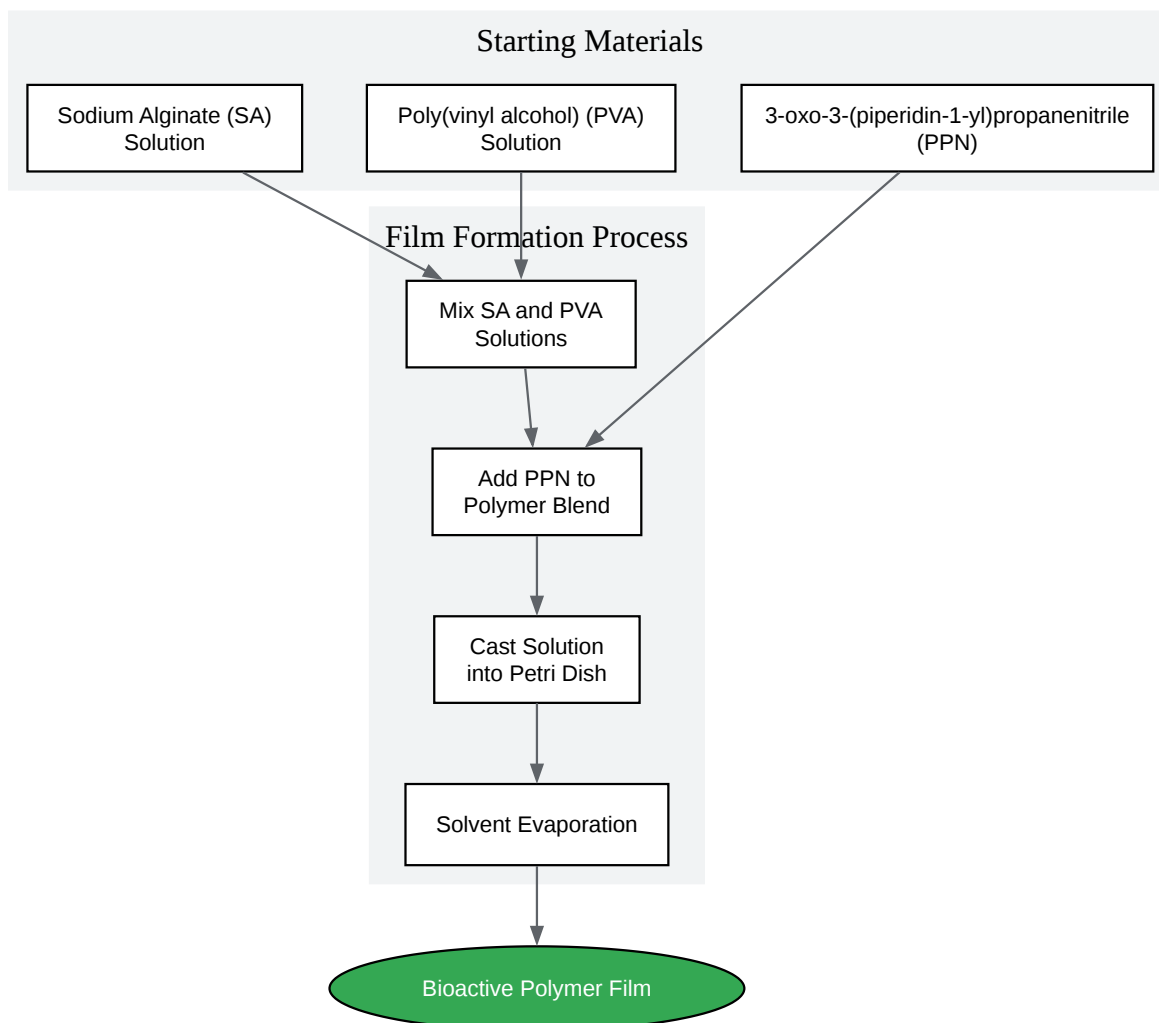 Starting Materials
Sodium Alginate (SA)
Solution
Poly(vinyl alcohol) (PVA)
Solution
3-oxo-3-(piperidin-1-yl)propanenitrile
(PPN)
Film Formation Process
Mix SA and PVA
Solutions
Add PPN to
Polymer Blend
Cast Solution
into Petri Dish
Solvent Evaporation
Bioactive Polymer Film